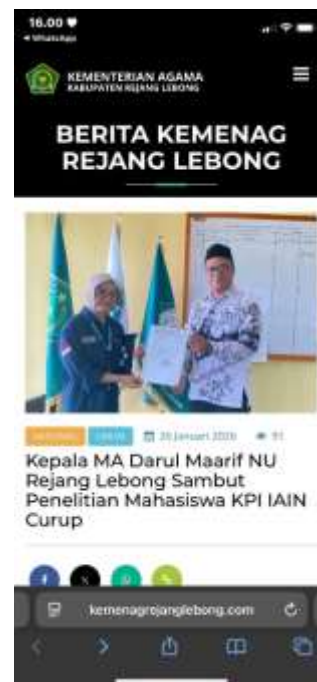 16.00
WhatsApp
KEMENTERIAN AGAMA
KABUPATEN REJANG LEBONG
BERITA KEMENAG
REJANG LEBONG
Kepala MA Darul Maarif NU
Rejang Lebong Sambut
Penelitian Mahasiswa KPI IAIN
Curup
kemenagrejanglebong.com